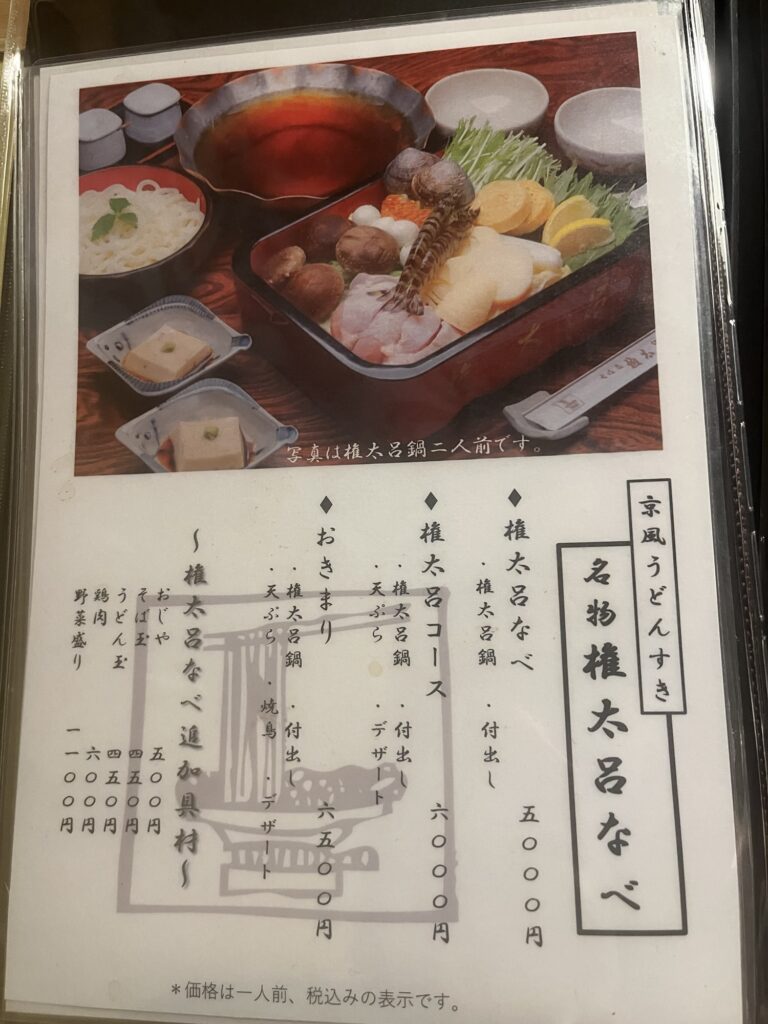 写真は権太呂鍋二人前です。
京風うどんすき
名物権太呂なべ
◆権太呂なべ 五〇〇〇円
・権太呂鍋 ・付出し
◆権太呂コース 六〇〇〇円
・権太呂鍋 ・付出し
・天ぷら ・デザート
◆おきまり 六五〇〇円
・権太呂鍋 ・付出し
・天ぷら ・焼鳥 ・デザート
〜権太呂なべ追加具材〜
おじや 五〇〇円
そば玉 四五〇円
うどん玉 四五〇円
鶏肉 六〇〇円
野菜盛り 一一〇〇円
*価格は一人前、税込みの表示です。